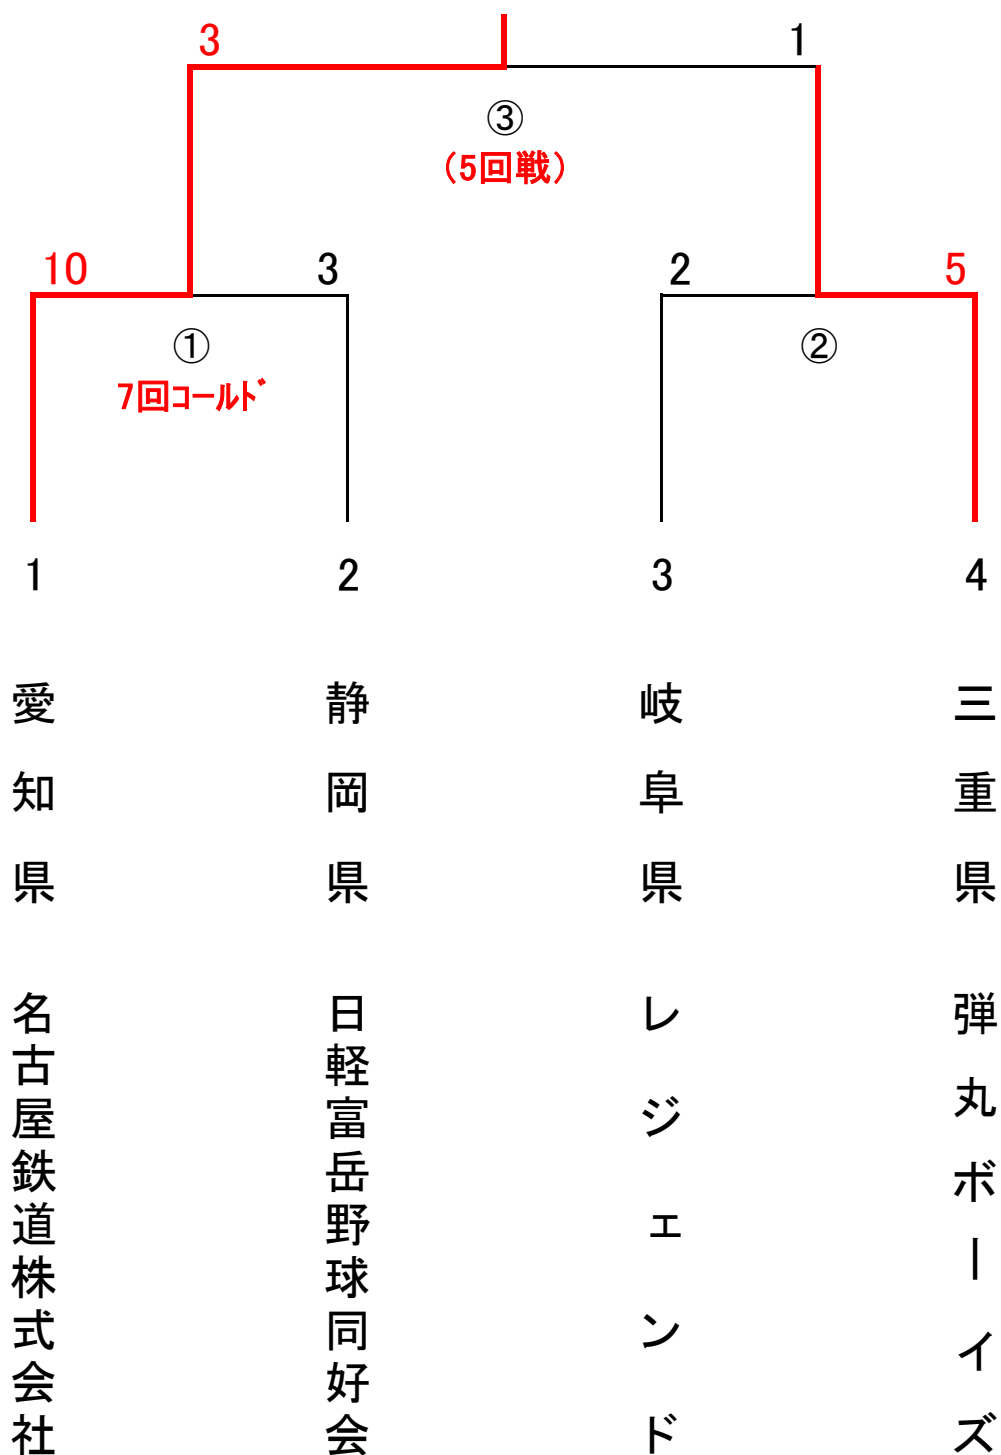 3
1
③
(5回戦)
10
3
2
5
①
②
7回ｺｰﾙﾄﾞ
1
2
3
4
愛知県
静岡県
岐阜県
三重県
名古屋鉄道株式会社
日軽富岳野球同好会
レジェンド
弾丸ボーイズ